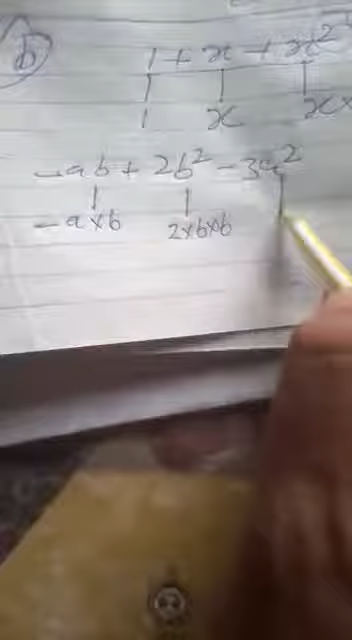 b)
1 + x + x²
1 x x×
-ab + 2b² - 3a²
-a×b 2×b×b